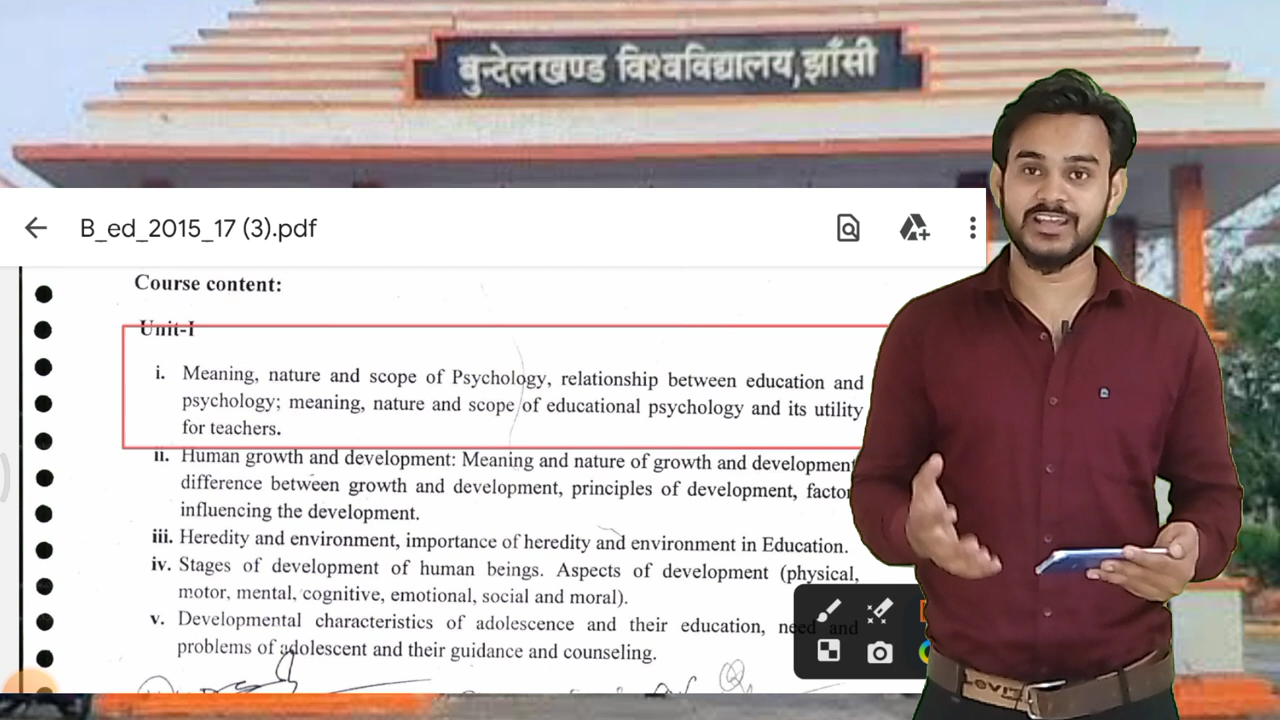 बुन्देलखण्ड विश्वविद्यालय,झाँसी
B_ed_2015_17 (3).pdf
Course content:
Unit-I
i. Meaning, nature and scope of Psychology, relationship between education and
psychology; meaning, nature and scope of educational psychology and its utility
for teachers.
ii. Human growth and development: Meaning and nature of growth and development
difference between growth and development, principles of development, factor
influencing the development.
iii. Heredity and environment, importance of heredity and environment in Education.
iv. Stages of development of human beings. Aspects of development (physical,
motor, mental, cognitive, emotional, social and moral).
v. Developmental characteristics of adolescence and their education, need and
problems of adolescent and their guidance and counseling.